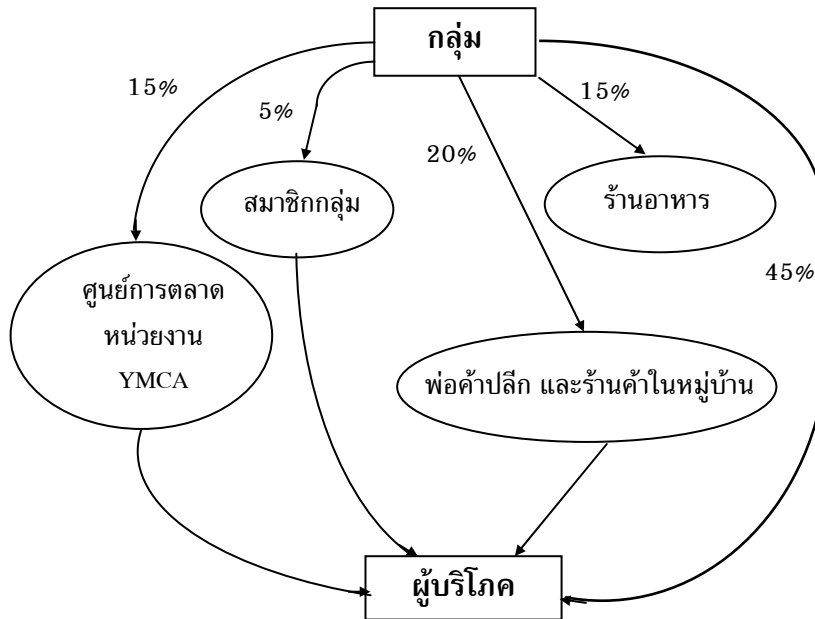 กลุ่ม
15%
5%
15%
20%
สมาชิกกลุ่ม
ร้านอาหาร
45%
ศูนย์การตลาด
หน่วยงาน
YMCA
พ่อค้าปลีก และร้านค้าในหมู่บ้าน
ผู้บริโภค